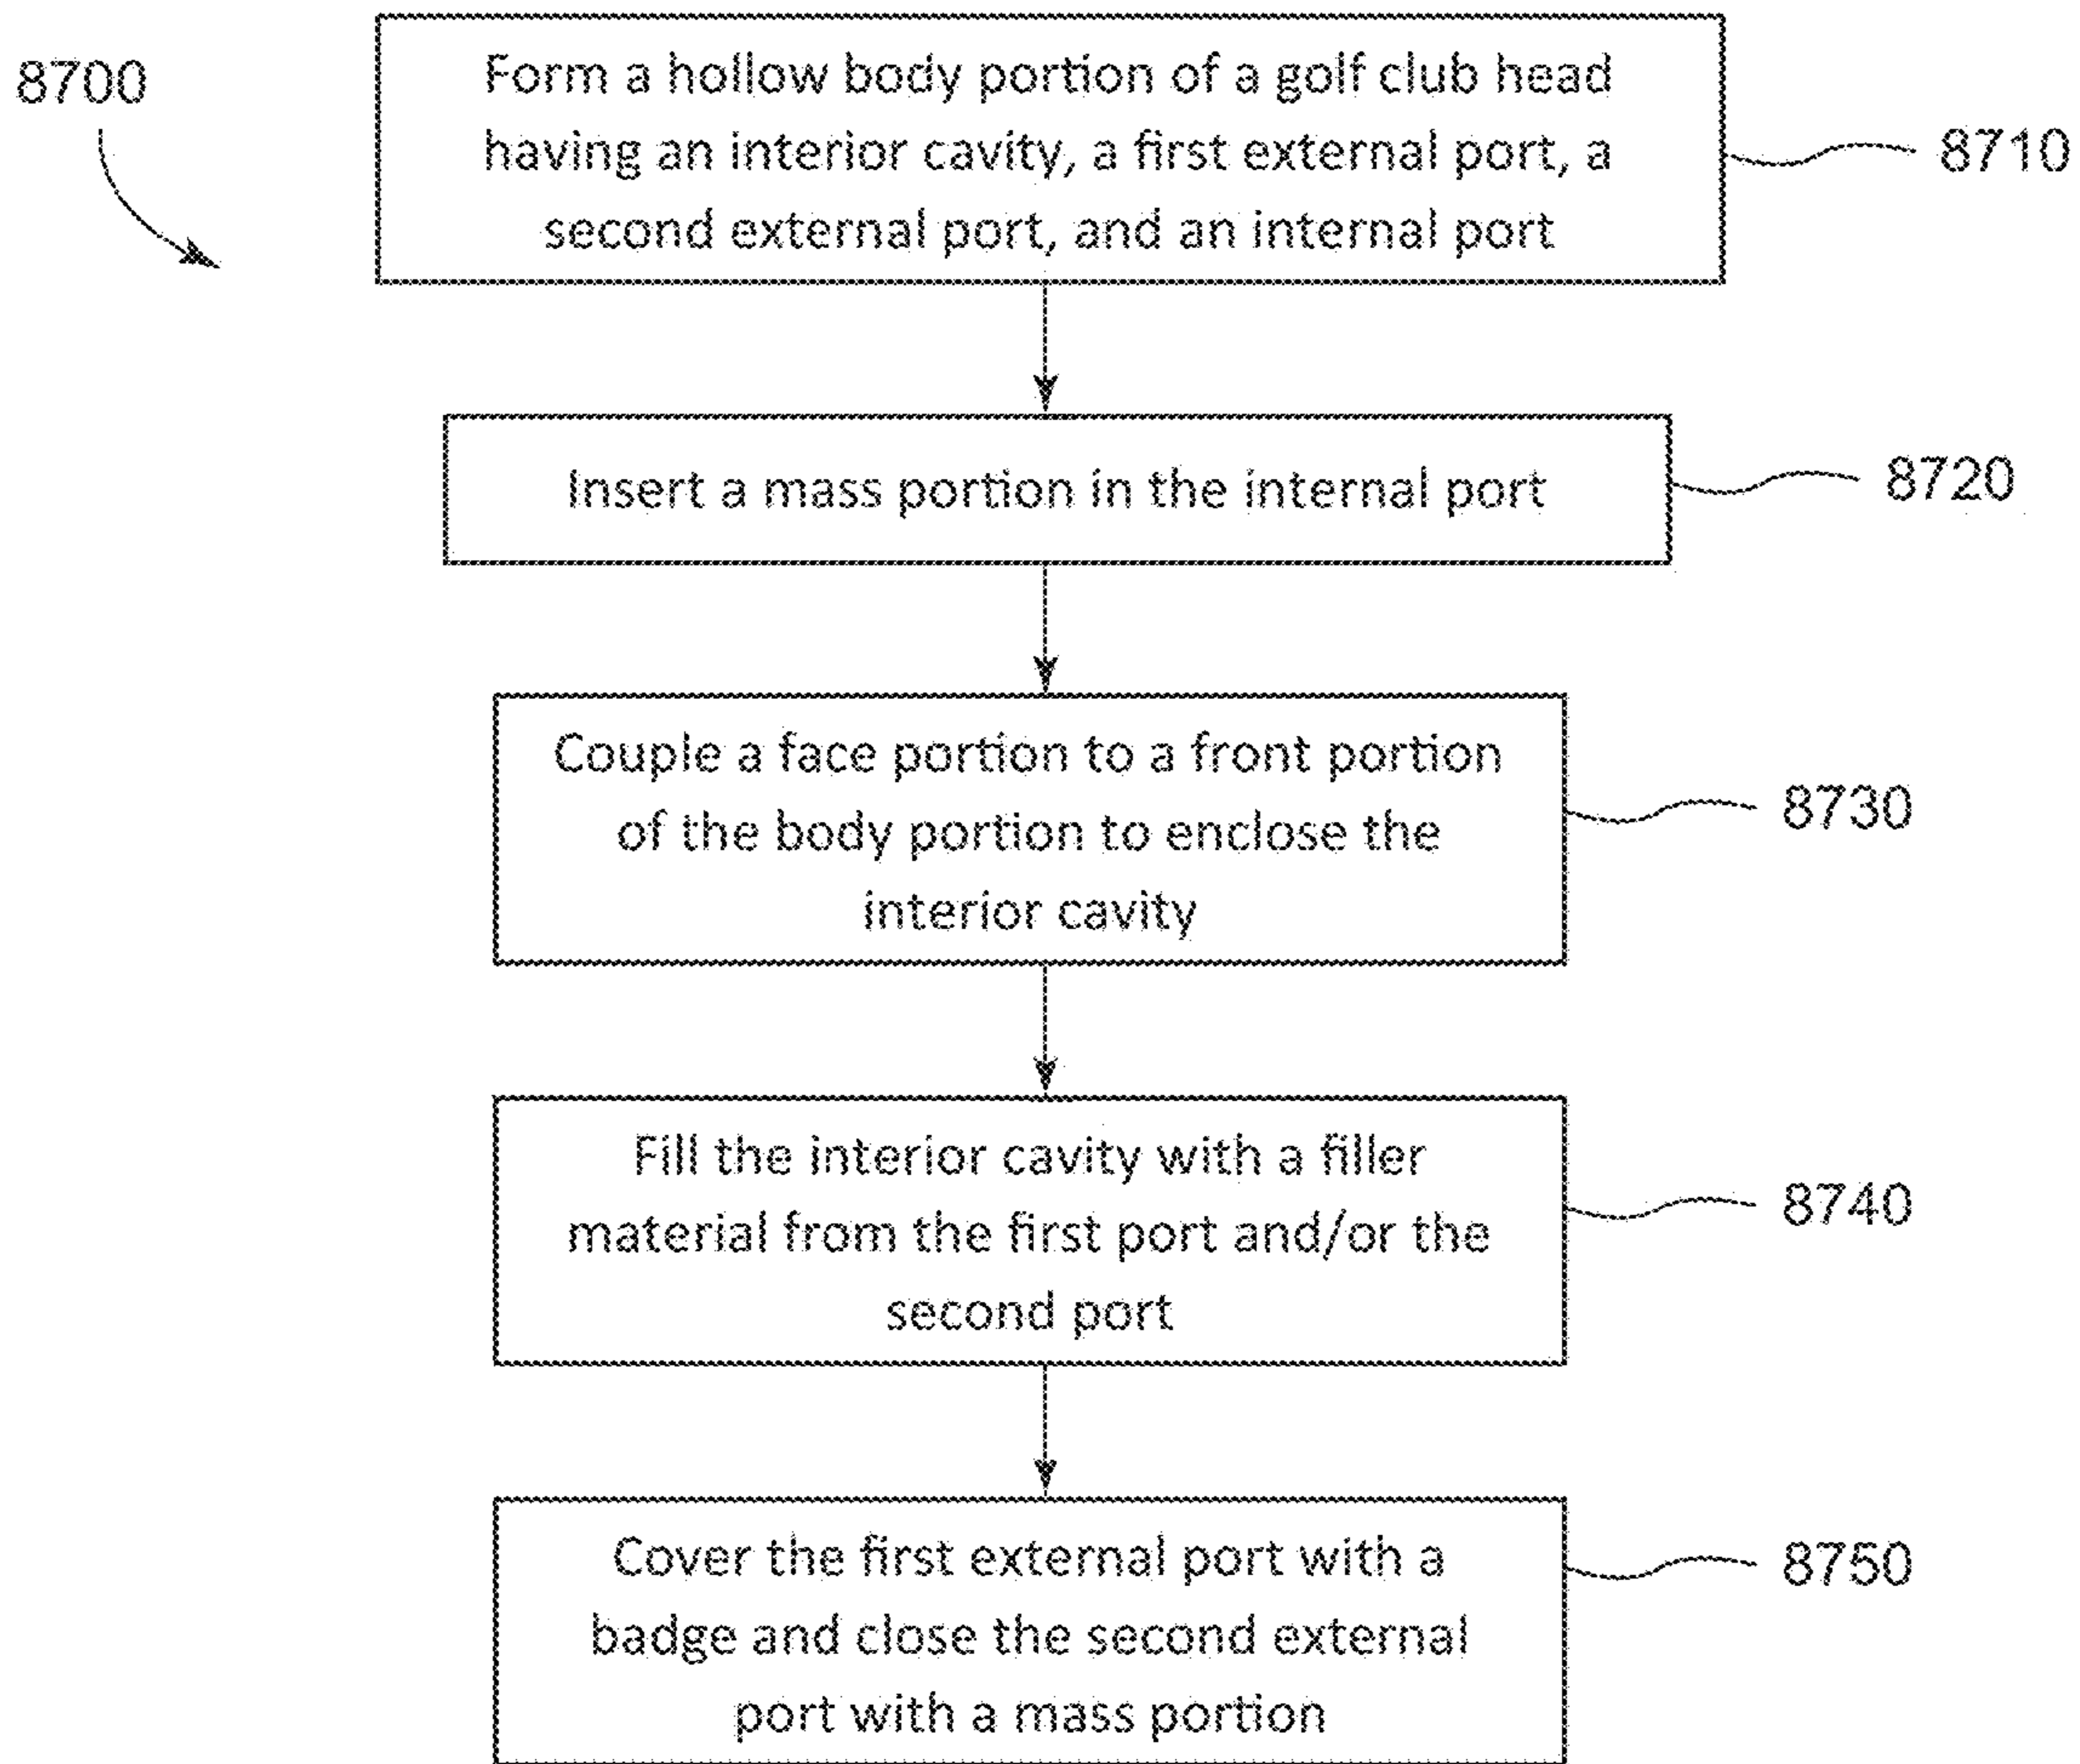 8700
Form a hollow body portion of a golf club head
having an interior cavity, a first external port, a
second external port, and an internal port
8710
Insert a mass portion in the internal port
8720
Couple a face portion to a front portion
of the body portion to enclose the
interior cavity
8730
Fill the interior cavity with a filler
material from the first port and/or the
second port
8740
Cover the first external port with a
badge and close the second external
port with a mass portion
8750